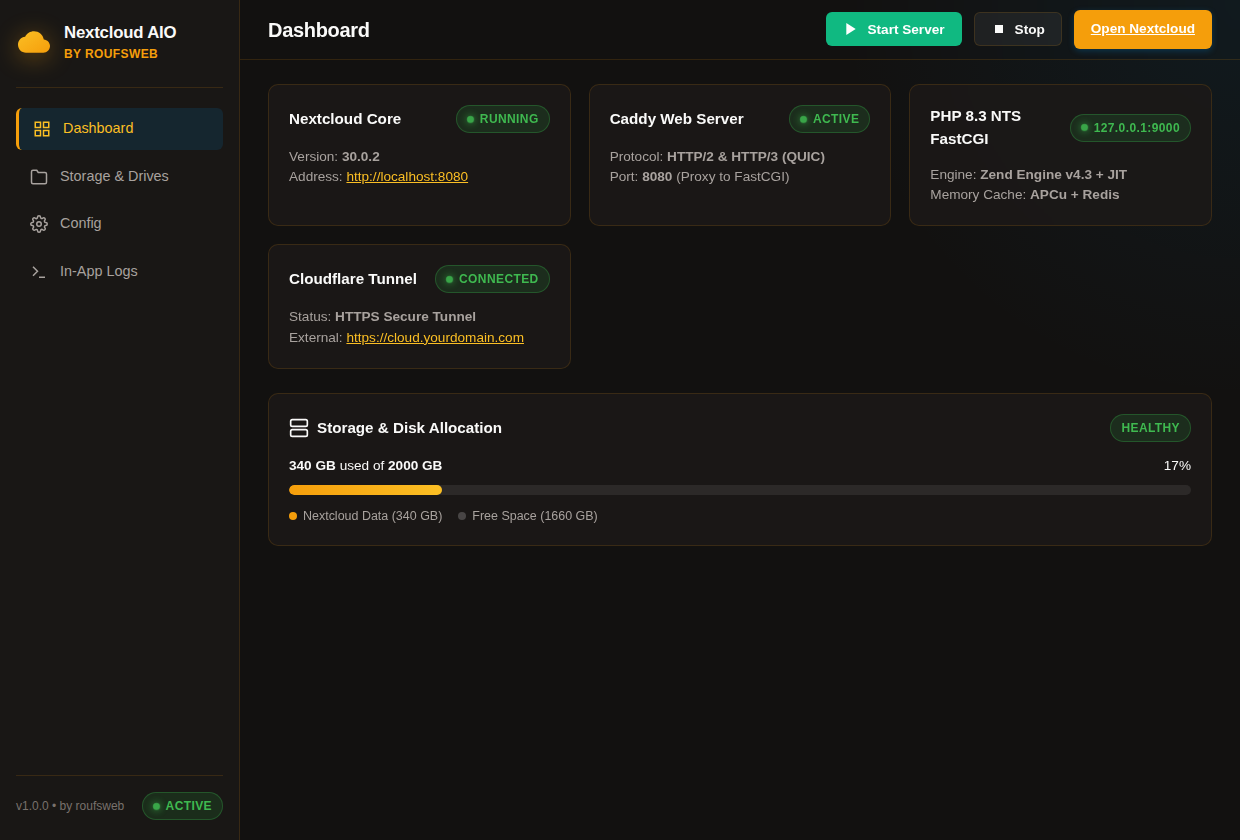 Nextcloud AIO
BY ROUFSWEB
Dashboard
Storage & Drives
Config
In-App Logs
v1.0.0 • by roufsweb
ACTIVE
Dashboard
Start Server
Stop
Open Nextcloud
Nextcloud Core
RUNNING
Version: 30.0.2
Address: http://localhost:8080
Caddy Web Server
ACTIVE
Protocol: HTTP/2 & HTTP/3 (QUIC)
Port: 8080 (Proxy to FastCGI)
PHP 8.3 NTS
FastCGI
127.0.0.1:9000
Engine: Zend Engine v4.3 + JIT
Memory Cache: APCu + Redis
Cloudflare Tunnel
CONNECTED
Status: HTTPS Secure Tunnel
External: https://cloud.yourdomain.com
Storage & Disk Allocation
HEALTHY
340 GB used of 2000 GB
17%
Nextcloud Data (340 GB)
Free Space (1660 GB)